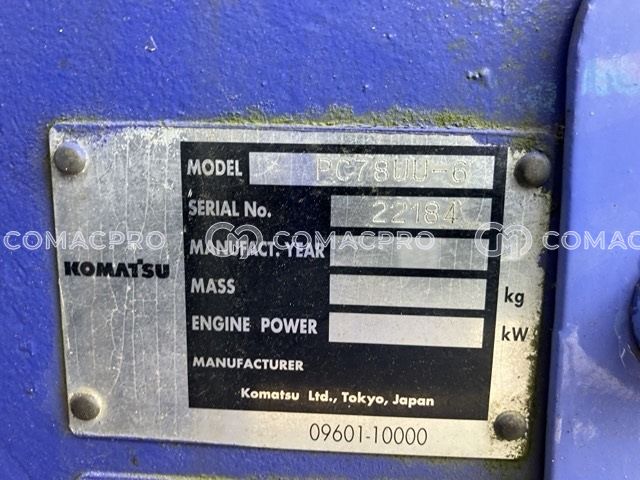 MODEL PC78UU-6
SERIAL No. 22184
COMACPRO COMACPRO COMAC
MANUFACT. YEAR
KOMATSU
MASS kg
ENGINE POWER kW
MANUFACTURER
Komatsu Ltd., Tokyo, Japan
09601-10000